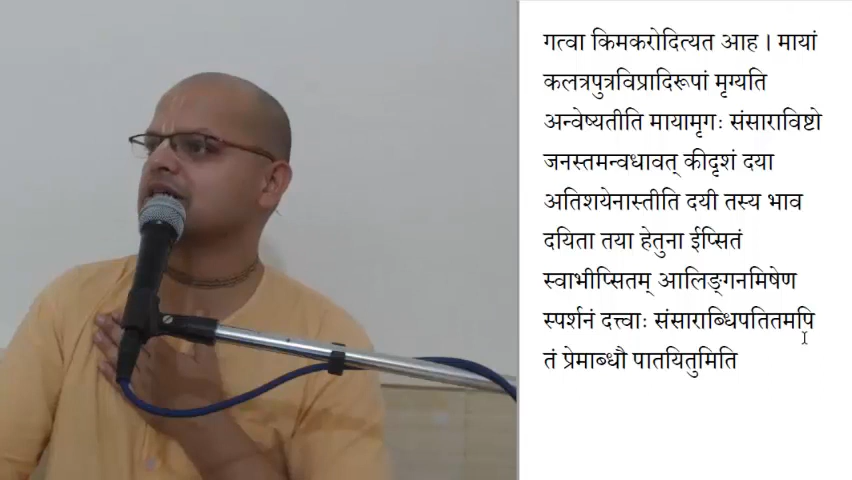 गत्वा किमकरोदित्यत आह । मायां
कलत्रपुत्रविप्रादिरूपां मृग्यति
अन्वेष्यतीति मायामृगः संसाराविष्टो
जनस्तमन्वधावत् कीदृशं दया
अतिशयेनास्तीति दयी तस्य भाव
दयिता तया हेतुना ईप्सितं
स्वाभीप्सितम् आलिङ्गनमिषेण
स्पर्शनं दत्त्वाः संसाराब्धिपतितमपि
तं प्रेमाब्धौ पातयितुमिति